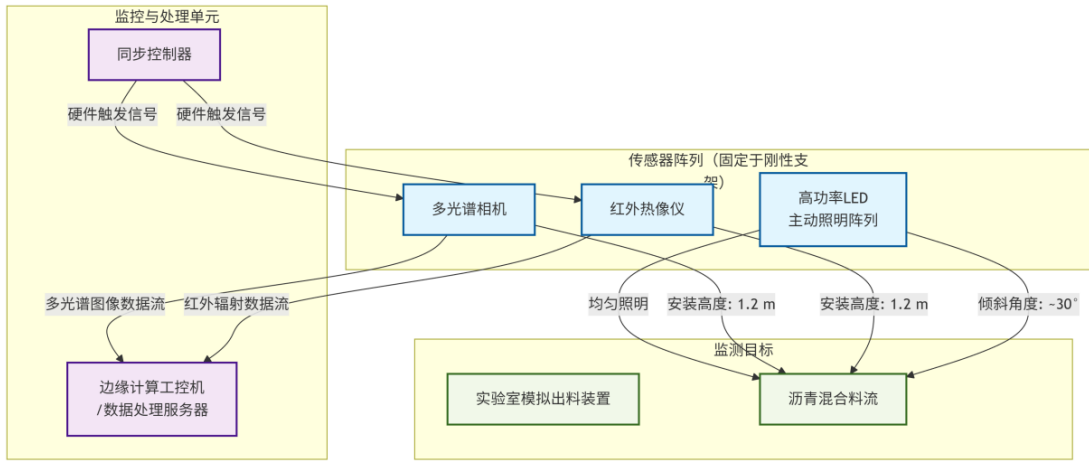 监控与处理单元
同步控制器
硬件触发信号
硬件触发信号
传感器阵列（固定于刚性支
架）
多光谱相机
红外热像仪
高功率LED
主动照明阵列
多光谱图像数据流
红外辐射数据流
均匀照明
安装高度: 1.2 m
安装高度: 1.2 m
倾斜角度: ~30°
监测目标
边缘计算工控机
/数据处理服务器
实验室模拟出料装置
沥青混合料流